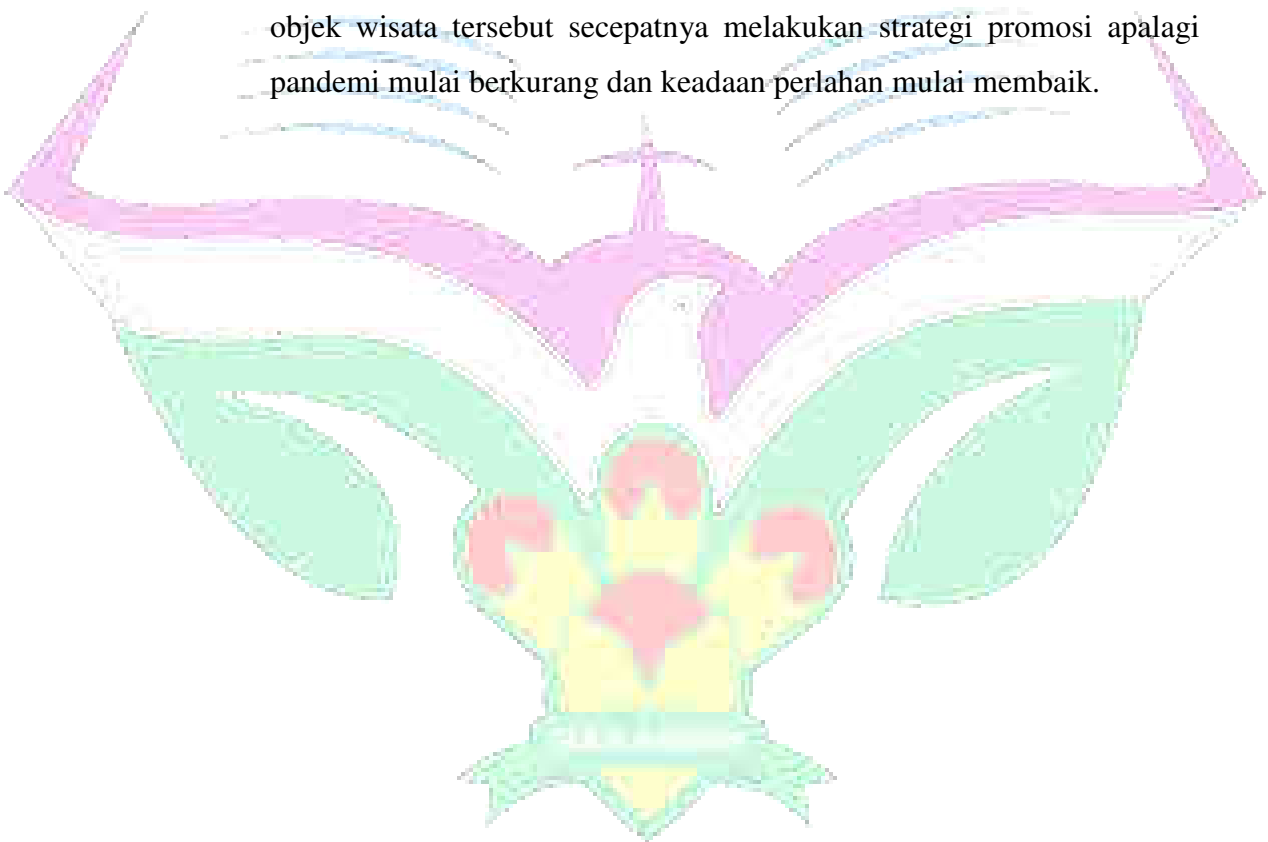 objek wisata tersebut secepatnya melakukan strategi promosi apalagi
pandemi mulai berkurang dan keadaan perlahan mulai membaik.